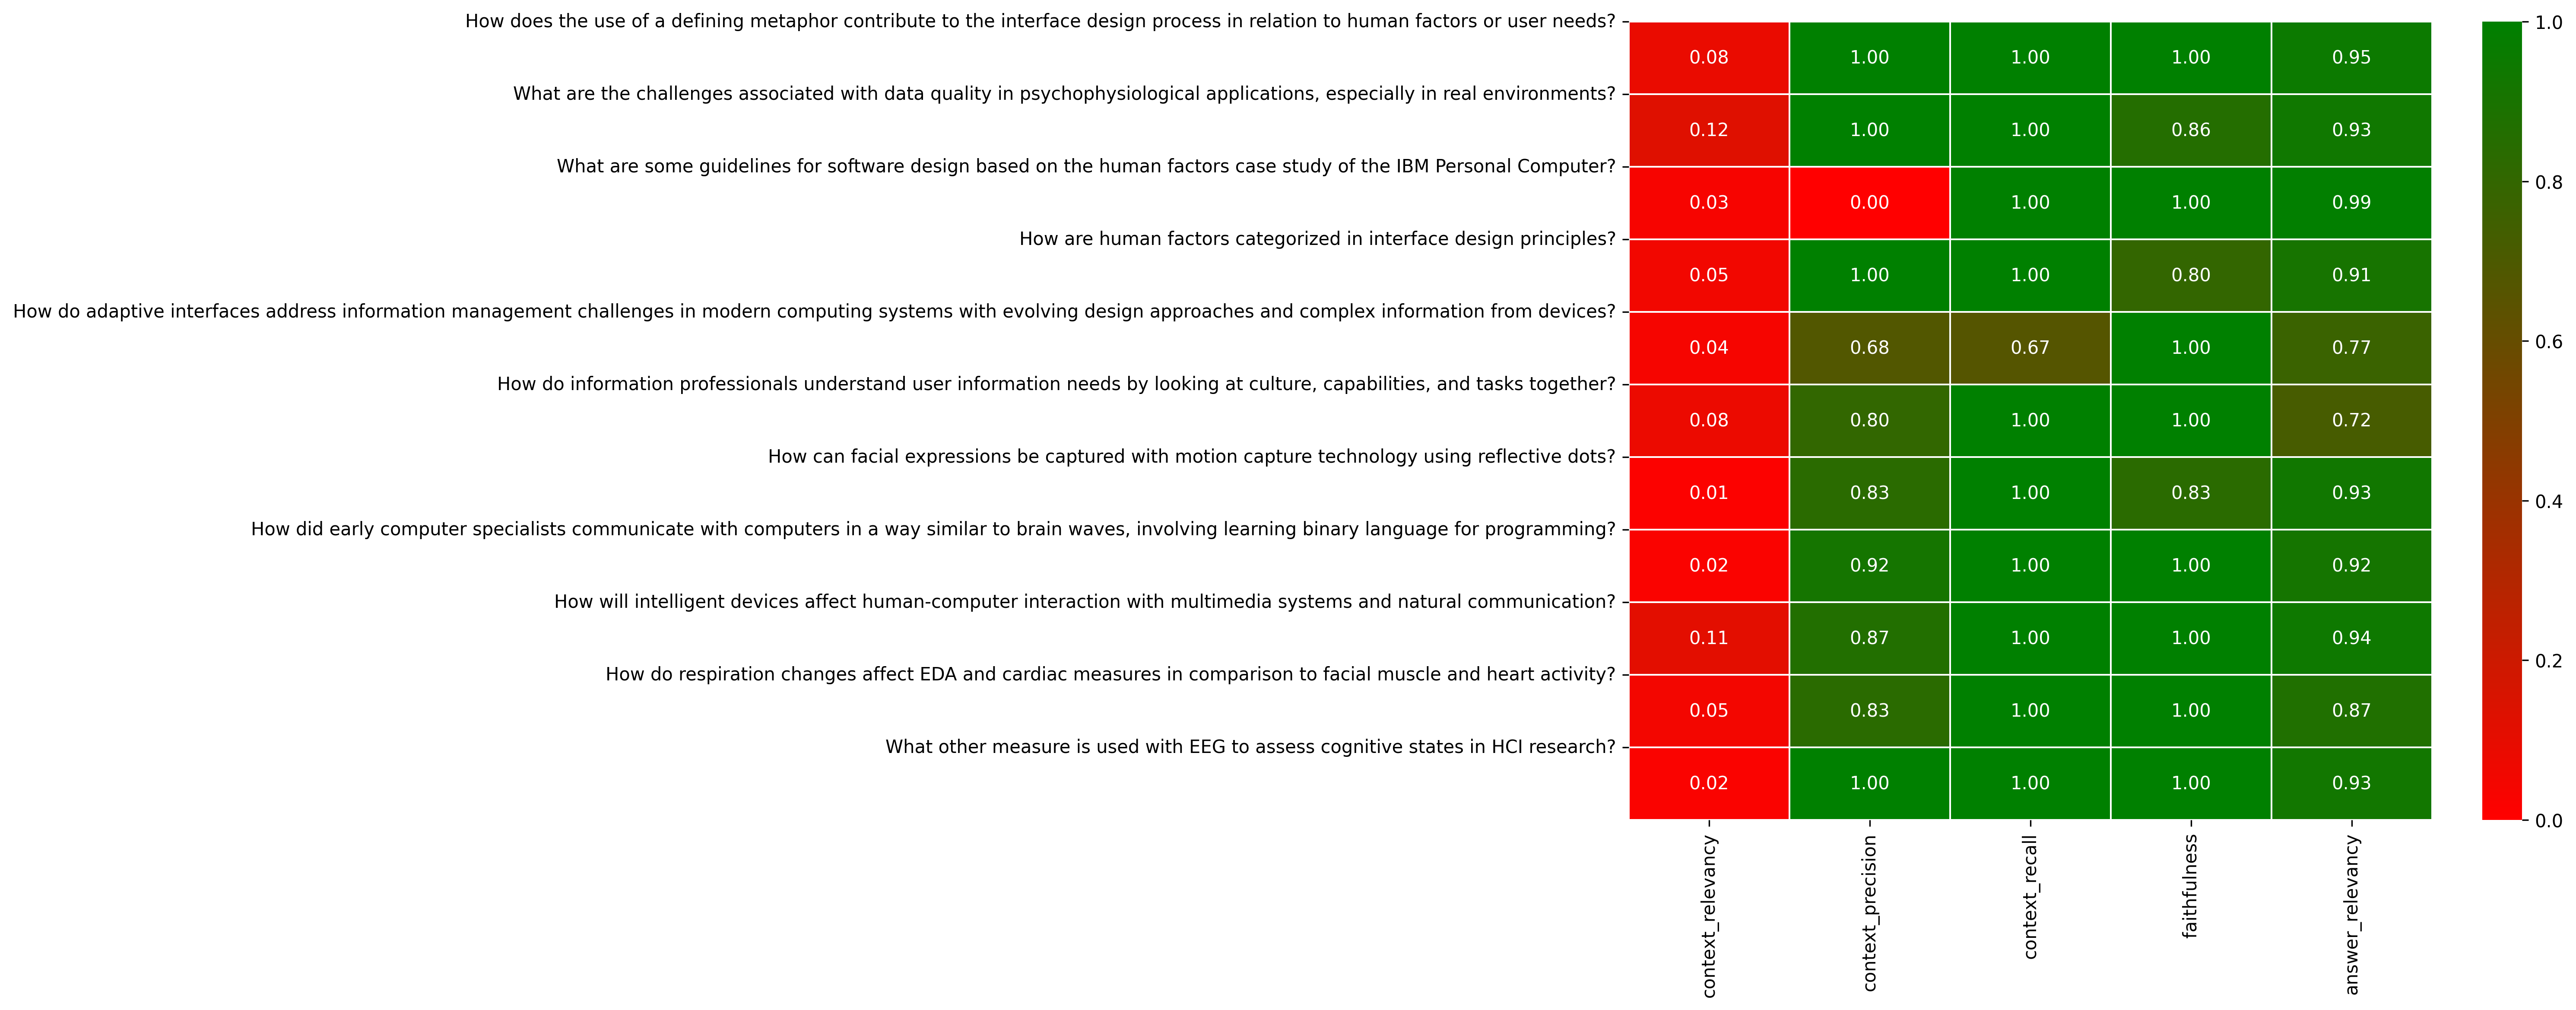 How does the use of a defining metaphor contribute to the interface design process in relation to human factors or user needs?
0.08 1.00 1.00 1.00 0.95
What are the challenges associated with data quality in psychophysiological applications, especially in real environments?
0.12 1.00 1.00 0.86 0.93
What are some guidelines for software design based on the human factors case study of the IBM Personal Computer?
0.03 0.00 1.00 1.00 0.99
How are human factors categorized in interface design principles?
0.05 1.00 1.00 0.80 0.91
How do adaptive interfaces address information management challenges in modern computing systems with evolving design approaches and complex information from devices?
0.04 0.68 0.67 1.00 0.77
How do information professionals understand user information needs by looking at culture, capabilities, and tasks together?
0.08 0.80 1.00 1.00 0.72
How can facial expressions be captured with motion capture technology using reflective dots?
0.01 0.83 1.00 0.83 0.93
How did early computer specialists communicate with computers in a way similar to brain waves, involving learning binary language for programming?
0.02 0.92 1.00 1.00 0.92
How will intelligent devices affect human-computer interaction with multimedia systems and natural communication?
0.11 0.87 1.00 1.00 0.94
How do respiration changes affect EDA and cardiac measures in comparison to facial muscle and heart activity?
0.05 0.83 1.00 1.00 0.87
What other measure is used with EEG to assess cognitive states in HCI research?
0.02 1.00 1.00 1.00 0.93
context_relevancy
context_precision
context_recall
faithfulness
answer_relevancy
1.0
0.8
0.6
0.4
0.2
0.0